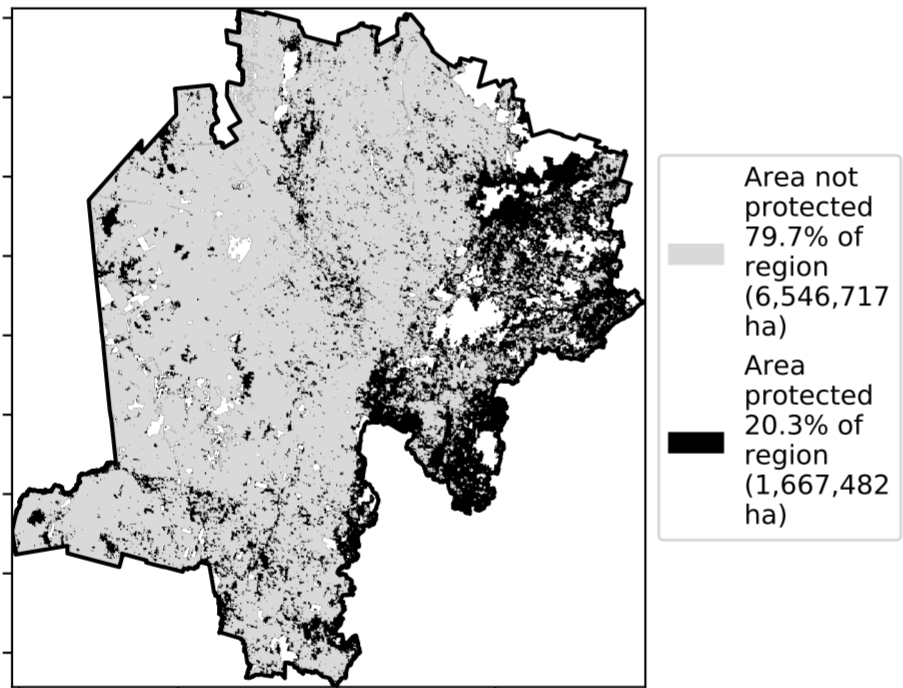 Area not
protected
79.7% of
region
(6,546,717
ha)
Area
protected
20.3% of
region
(1,667,482
ha)